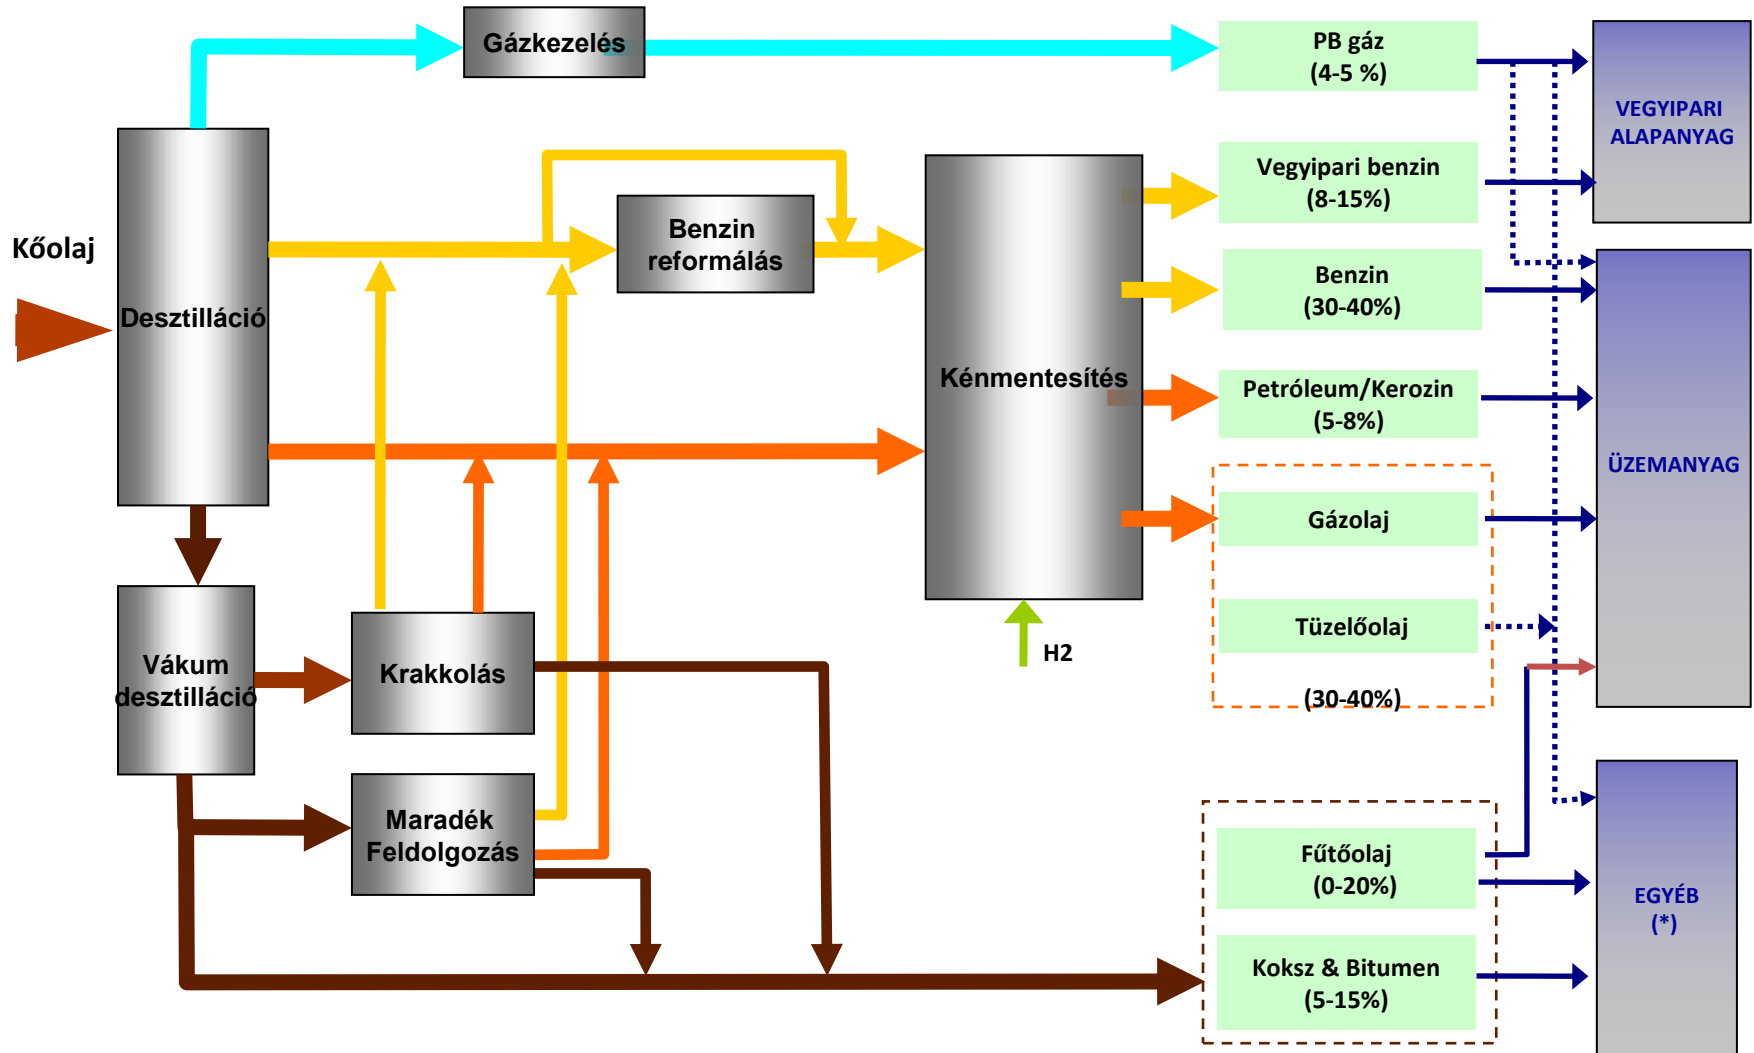 Gázkezelés
PB gáz
(4-5 %)
VEGYIPARI
ALAPANYAG
Vegyipari benzin
(8-15%)
Kőolaj
Benzin
reformálás
Benzin
(30-40%)
Desztilláció
Kénmentesítés
Petróleum/Kerozin
(5-8%)
ÜZEMANYAG
Gázolaj
Tüzelőolaj
(30-40%)
H2
Vákum
desztilláció
Krakkolás
Maradék
Feldolgozás
Fűtőolaj
(0-20%)
EGYÉB
(*)
Koksz & Bitumen
(5-15%)